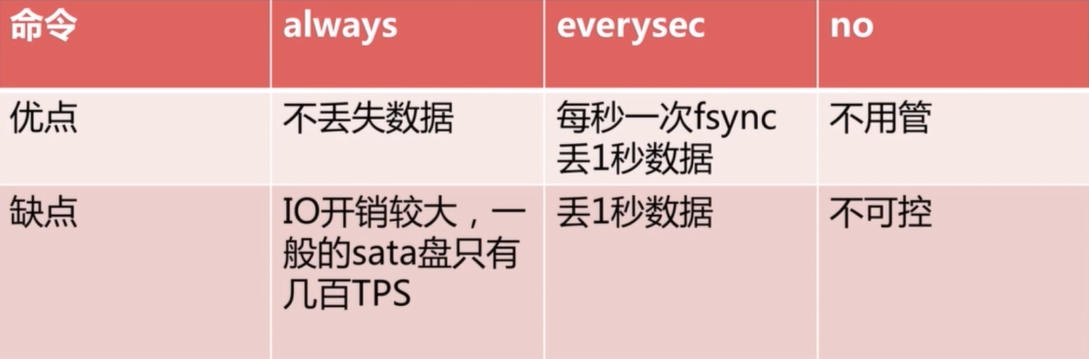 命令 always everysec no
优点 不丢失数据 每秒一次fsync 不用管
丢1秒数据
缺点 IO开销较大，一 丢1秒数据 不可控
般的sata盘只有
几百TPS